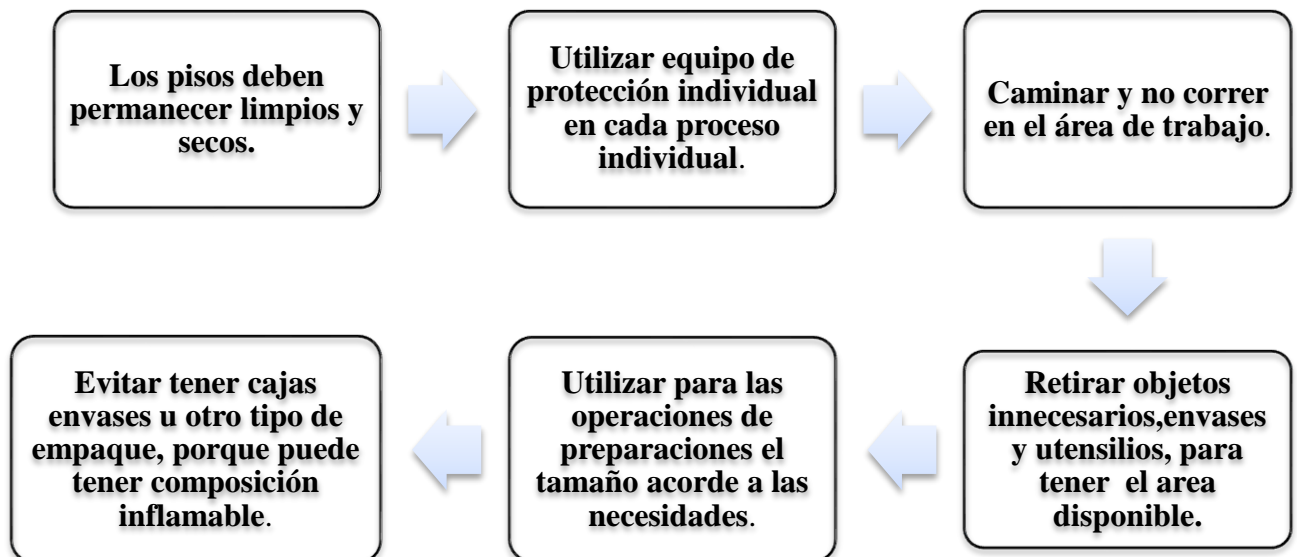 Los pisos deben
permanecer limpios y
secos.
Utilizar equipo de
protección individual
en cada proceso
individual.
Caminar y no correr
en el área de trabajo.
Retirar objetos
innecesarios,envases
y utensilios, para
tener el area
disponible.
Utilizar para las
operaciones de
preparaciones el
tamaño acorde a las
necesidades.
Evitar tener cajas
envases u otro tipo de
empaque, porque puede
tener composición
inflamable.